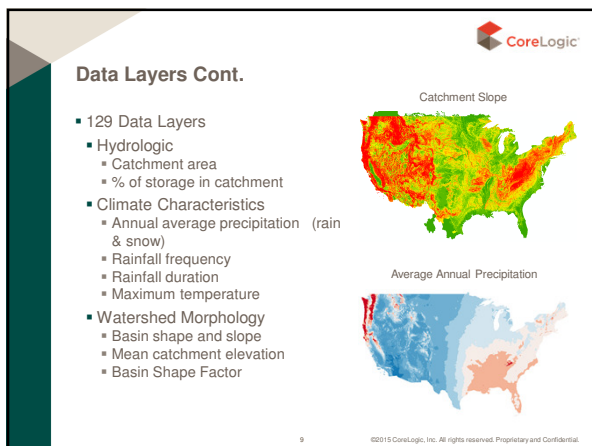 CoreLogic
Data Layers Cont.
129 Data Layers
Hydrologic
Catchment area
% of storage in catchment
Climate Characteristics
Annual average precipitation (rain
& snow)
Rainfall frequency
Rainfall duration
Maximum temperature
Watershed Morphology
Basin shape and slope
Mean catchment elevation
Basin Shape Factor
Catchment Slope
Average Annual Precipitation
9
©2015 CoreLogic, Inc. All rights reserved. Proprietary and Confidential.